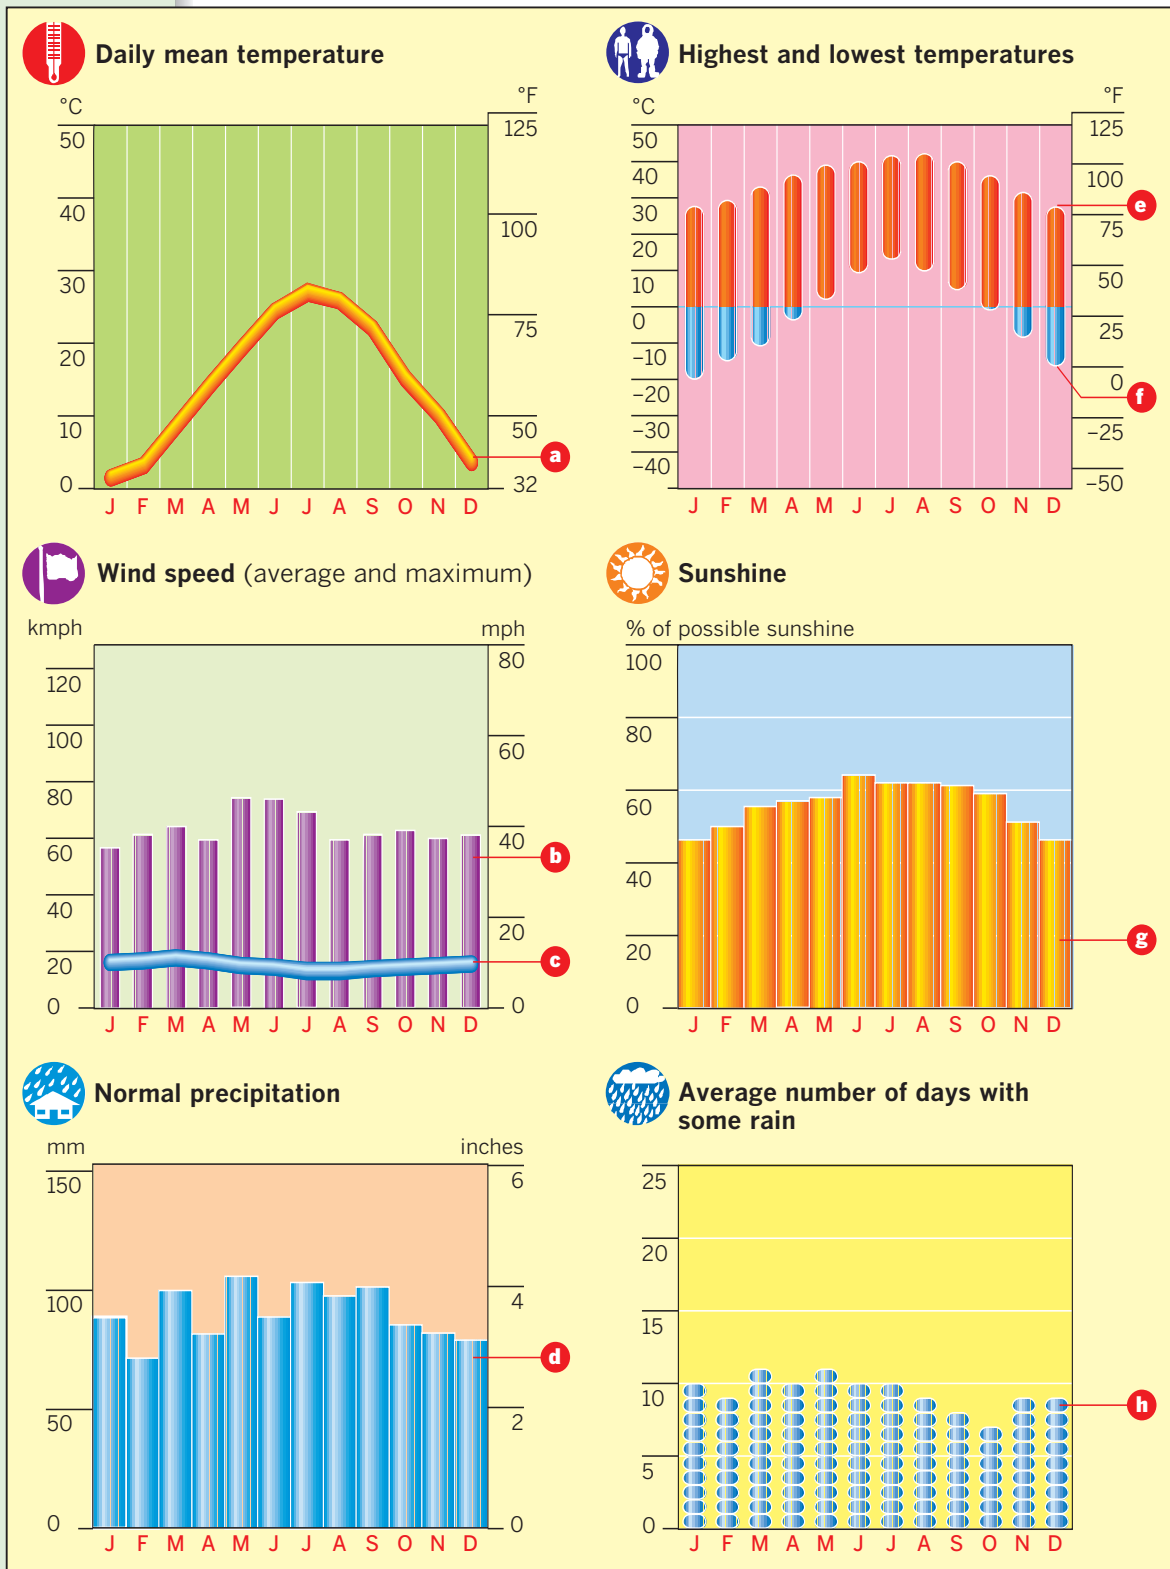 Daily mean temperature
°C
°F
50
40
30
20
10
0
125
100
75
50
32
a
J F M A M J J A S O N D
Highest and lowest temperatures
°C
°F
50
40
30
20
10
0
–10
–20
–30
–40
125
100
75
50
25
0
–25
–50
e
f
J F M A M J J A S O N D
Wind speed (average and maximum)
kmph
mph
120
100
80
60
40
20
0
80
60
40
20
0
b
c
J F M A M J J A S O N D
Sunshine
% of possible sunshine
100
80
60
40
20
0
g
J F M A M J J A S O N D
Normal precipitation
mm
inches
150
100
50
0
6
4
2
0
d
J F M A M J J A S O N D
Average number of days with
some rain
25
20
15
10
5
0
h
J F M A M J J A S O N D